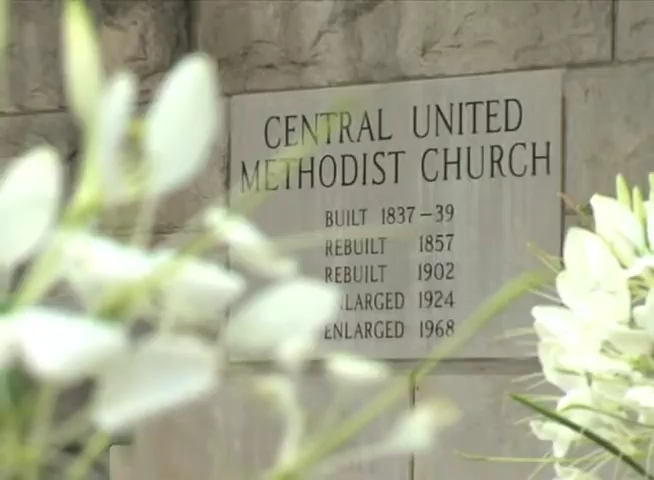 CENTRAL UNITED
METHODIST CHURCH
BUILT 1837-39
REBUILT 1857
REBUILT 1902
ENLARGED 1924
ENLARGED 1968